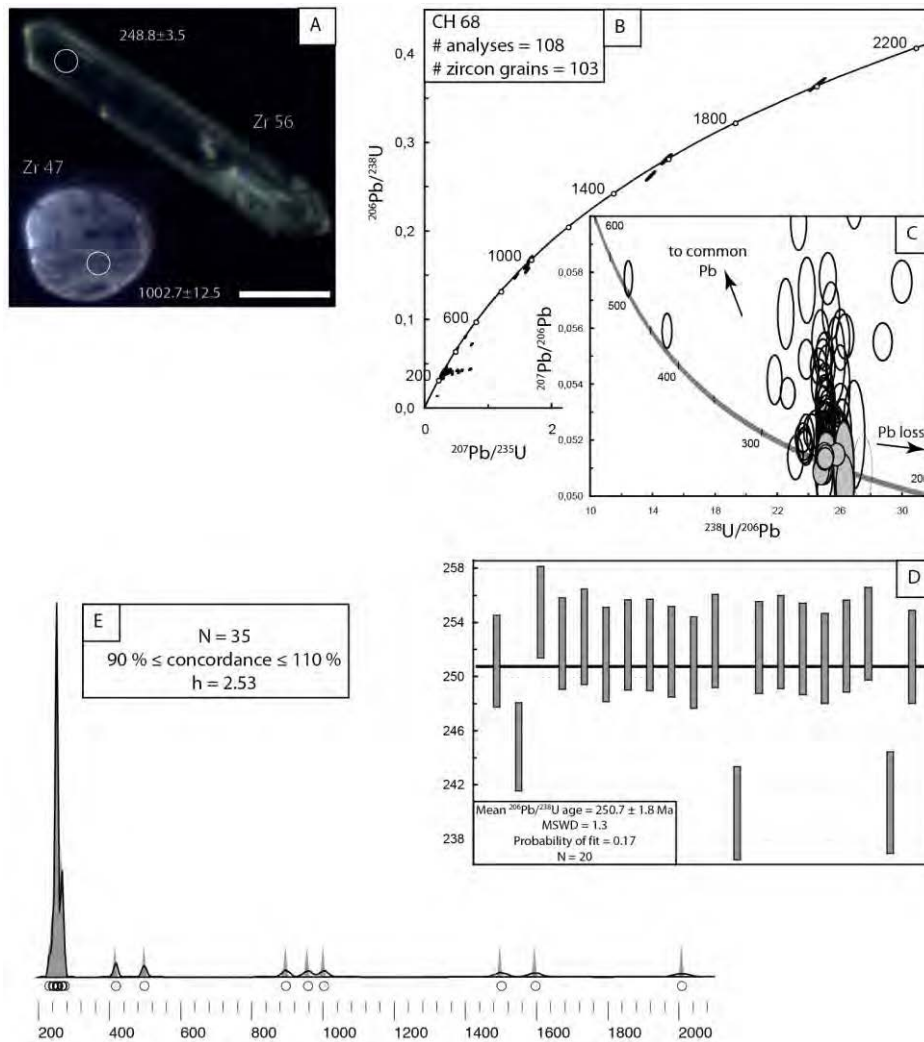 A
248.8±3.5
Zr 56
Zr 47
1002.7±12.5
CH 68
# analyses = 108
# zircon grains = 103
B
0,4
0,3
0,2
0,1
0,0
206Pb/238U
2200
1800
1400
1000
600
200
0
2
207Pb/235U
C
600
500
400
300
200
to common
Pb
Pb loss
0,058
0,056
0,054
0,052
0,050
207Pb/206Pb
10
14
18
22
26
30
238U/206Pb
D
258
254
250
246
242
238
Mean 206Pb/238U age = 250.7 ± 1.8 Ma
MSWD = 1.3
Probability of fit = 0.17
N = 20
E
N = 35
90 % ≤ concordance ≤ 110 %
h = 2.53
200 400 600 800 1000 1200 1400 1600 1800 2000